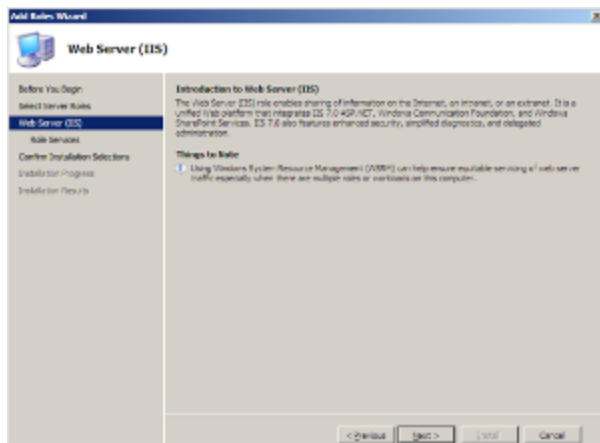 Add Roles Wizard
Web Server (IIS)
Before You Begin
Select Server Roles
Web Server (IIS)
Role Services
Confirm Installation Selections
Installation Progress
Installation Results
Introduction to Web Server (IIS)
The Web Server (IIS) role enables sharing of information on the Internet, an intranet, or an extranet. It is a
unified Web platform that integrates IIS 7.0 ASP.NET, Windows Communication Foundation, and Windows
SharePoint Services. IIS 7.0 also features enhanced security, simplified diagnostics, and delegated
administration.
Things to Note
Using Windows System Resource Management (WSRM) can help ensure equitable servicing of web server
traffic especially when there are multiple roles or workloads on this computer.
< Previous
Next >
Install
Cancel